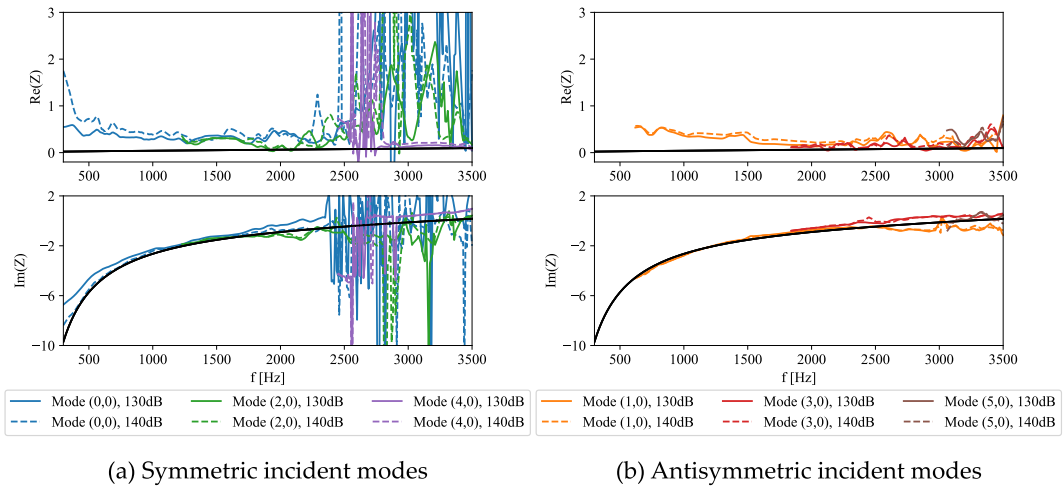 3
2
1
0
Re(Z)
500 1000 1500 2000 2500 3000 3500
2
−2
−6
−10
Im(Z)
500 1000 1500 2000 2500 3000 3500
f [Hz]
Mode (0,0), 130dB Mode (2,0), 130dB Mode (4,0), 130dB
Mode (0,0), 140dB Mode (2,0), 140dB Mode (4,0), 140dB
(a) Symmetric incident modes
3
2
1
0
Re(Z)
500 1000 1500 2000 2500 3000 3500
2
−2
−6
−10
Im(Z)
500 1000 1500 2000 2500 3000 3500
f [Hz]
Mode (1,0), 130dB Mode (3,0), 130dB Mode (5,0), 130dB
Mode (1,0), 140dB Mode (3,0), 140dB Mode (5,0), 140dB
(b) Antisymmetric incident modes